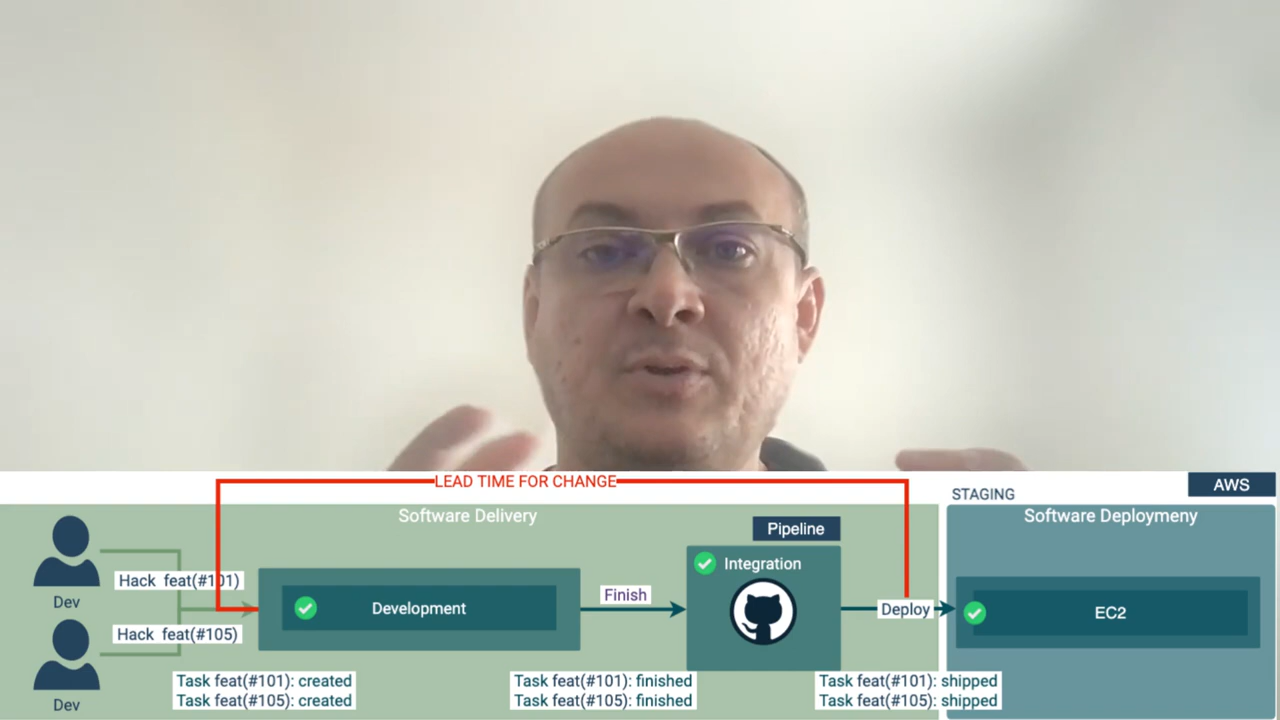 LEAD TIME FOR CHANGE
AWS
STAGING
Software Delivery
Software Deploymeny
Pipeline
Integration
Hack feat(#101)
Dev
Development
Finish
Deploy
EC2
Hack feat(#105)
Task feat(#101): created
Task feat(#105): created
Task feat(#101): finished
Task feat(#105): finished
Task feat(#101): shipped
Task feat(#105): shipped
Dev